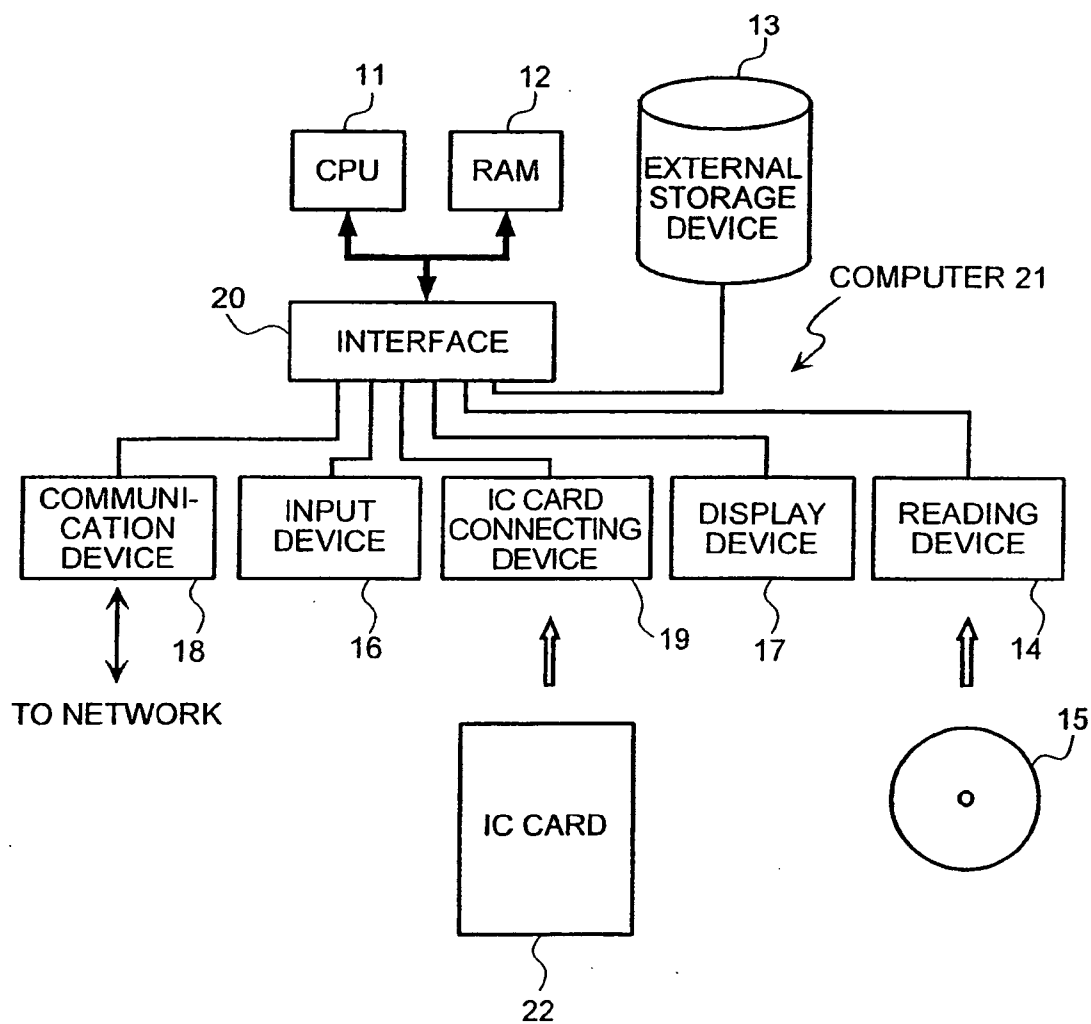 13
11
12
CPU
RAM
EXTERNAL
STORAGE
DEVICE
COMPUTER 21
20
INTERFACE
COMMUNI-
CATION
DEVICE
INPUT
DEVICE
IC CARD
CONNECTING
DEVICE
DISPLAY
DEVICE
READING
DEVICE
18
16
19
17
14
TO NETWORK
15
IC CARD
22